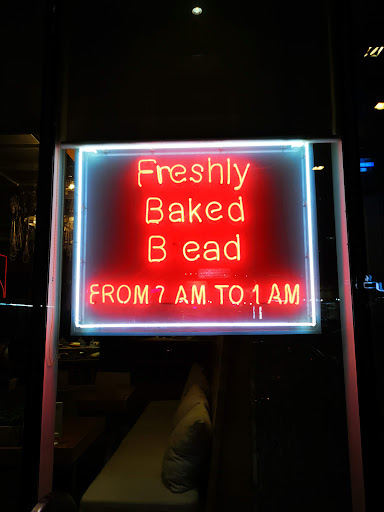 Freshly
Baked
B ead
FROM 7 AM TO 1 AM